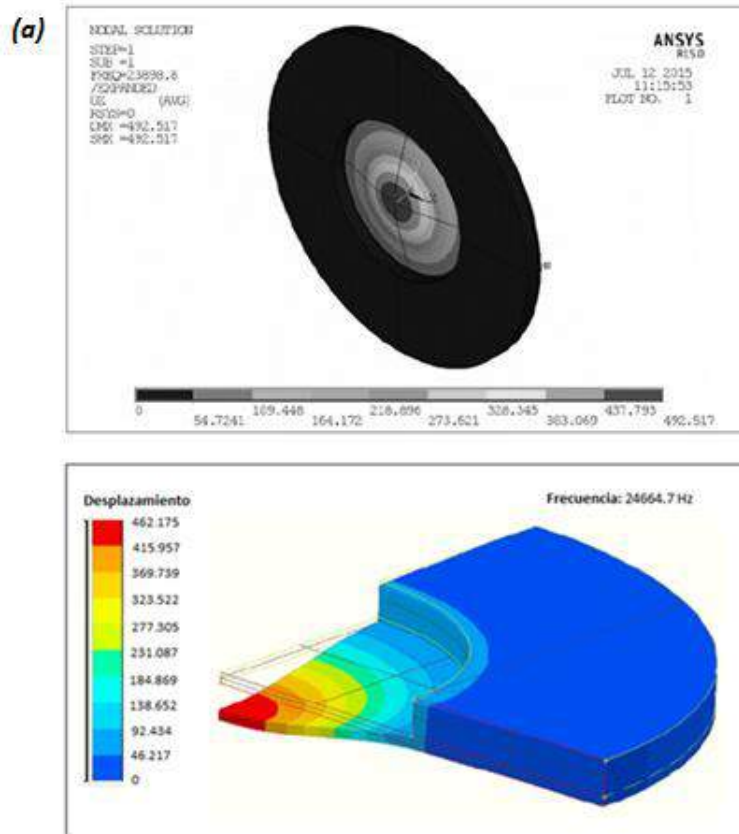 (a)
NODAL SOLUTION
STEP=1
SUB =1
FREQ=23898.8
/EXPANDED
UZ (AVG)
RSYS=0
DMX =492.517
SMX =492.517
ANSYS
R15.0
JUL 12 2015
11:15:53
PLOT NO. 1
0 109.448 218.896 328.345 437.793
54.7241 164.172 273.621 383.069 492.517
Desplazamiento
Frecuencia: 24664.7 Hz
462.175
415.957
369.739
323.522
277.305
231.087
184.869
138.652
92.434
46.217
0